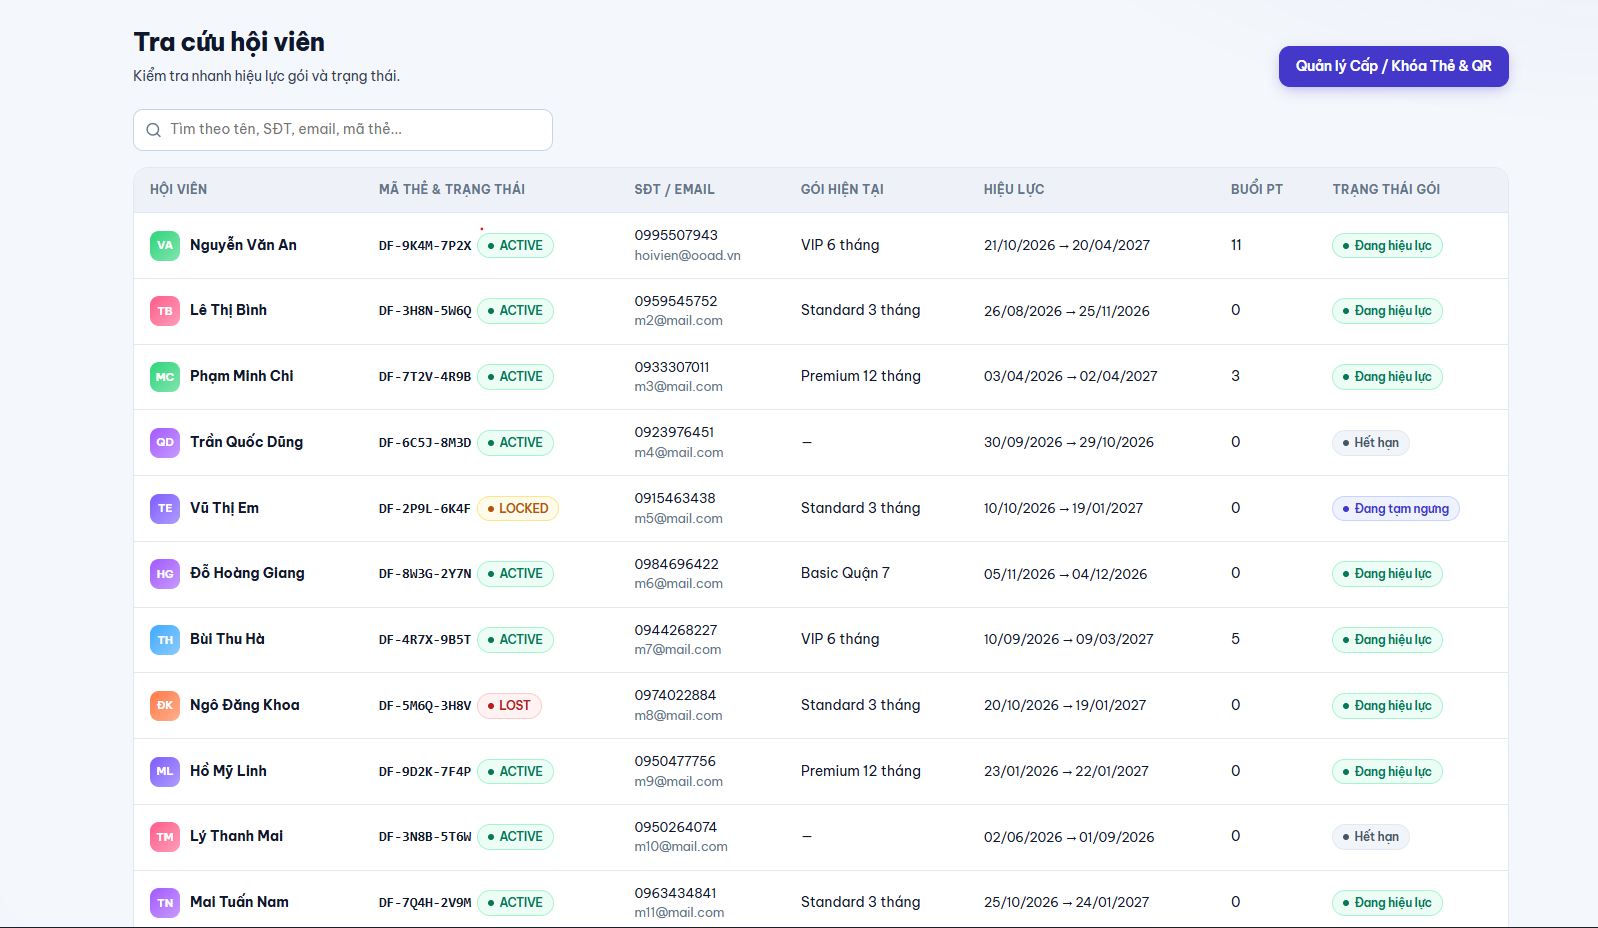 Tra cứu hội viên
Kiểm tra nhanh hiệu lực gói và trạng thái.
Quản lý Cấp / Khóa Thẻ & QR
Tìm theo tên, SĐT, email, mã thẻ...
HỘI VIÊN MÃ THẺ & TRẠNG THÁI SĐT / EMAIL GÓI HIỆN TẠI HIỆU LỰC BUỔI PT TRẠNG THÁI GÓI
VA Nguyễn Văn An DF-9K4M-7P2X ACTIVE 0995507943 VIP 6 tháng 21/10/2026 → 20/04/2027 11 Đang hiệu lực
hoivien@ooad.vn
TB Lê Thị Bình DF-3H8N-5W6Q ACTIVE 0959545752 Standard 3 tháng 26/08/2026 → 25/11/2026 0 Đang hiệu lực
m2@mail.com
MC Phạm Minh Chi DF-7T2V-4R9B ACTIVE 0933307011 Premium 12 tháng 03/04/2026 → 02/04/2027 3 Đang hiệu lực
m3@mail.com
QD Trần Quốc Dũng DF-6C5J-8M3D ACTIVE 0923976451 — 30/09/2026 → 29/10/2026 0 Hết hạn
m4@mail.com
TE Vũ Thị Em DF-2P9L-6K4F LOCKED 0915463438 Standard 3 tháng 10/10/2026 → 19/01/2027 0 Đang tạm ngưng
m5@mail.com
HG Đỗ Hoàng Giang DF-8W3G-2Y7N ACTIVE 0984696422 Basic Quận 7 05/11/2026 → 04/12/2026 0 Đang hiệu lực
m6@mail.com
TH Bùi Thu Hà DF-4R7X-9B5T ACTIVE 0944268227 VIP 6 tháng 10/09/2026 → 09/03/2027 5 Đang hiệu lực
m7@mail.com
ĐK Ngô Đăng Khoa DF-5M6Q-3H8V LOST 0974022884 Standard 3 tháng 20/10/2026 → 19/01/2027 0 Đang hiệu lực
m8@mail.com
ML Hồ Mỹ Linh DF-9D2K-7F4P ACTIVE 0950477756 Premium 12 tháng 23/01/2026 → 22/01/2027 0 Đang hiệu lực
m9@mail.com
TM Lý Thanh Mai DF-3N8B-5T6W ACTIVE 0950264074 — 02/06/2026 → 01/09/2026 0 Hết hạn
m10@mail.com
TN Mai Tuấn Nam DF-7Q4H-2V9M ACTIVE 0963434841 Standard 3 tháng 25/10/2026 → 24/01/2027 0 Đang hiệu lực
m11@mail.com